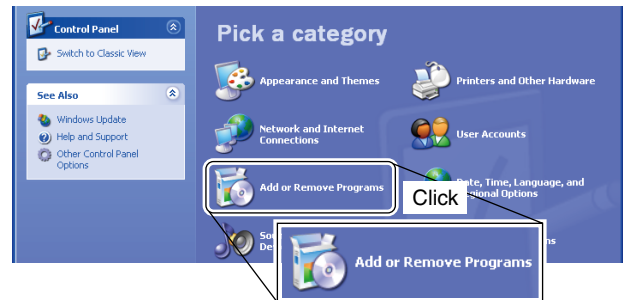 Control Panel
Switch to Classic View
See Also
Windows Update
Help and Support
Other Control Panel
Options
Pick a category
Appearance and Themes
Printers and Other Hardware
Network and Internet
Connections
User Accounts
Add or Remove Programs
Click
Date, Time, Language, and
Regional Options
Add or Remove Programs